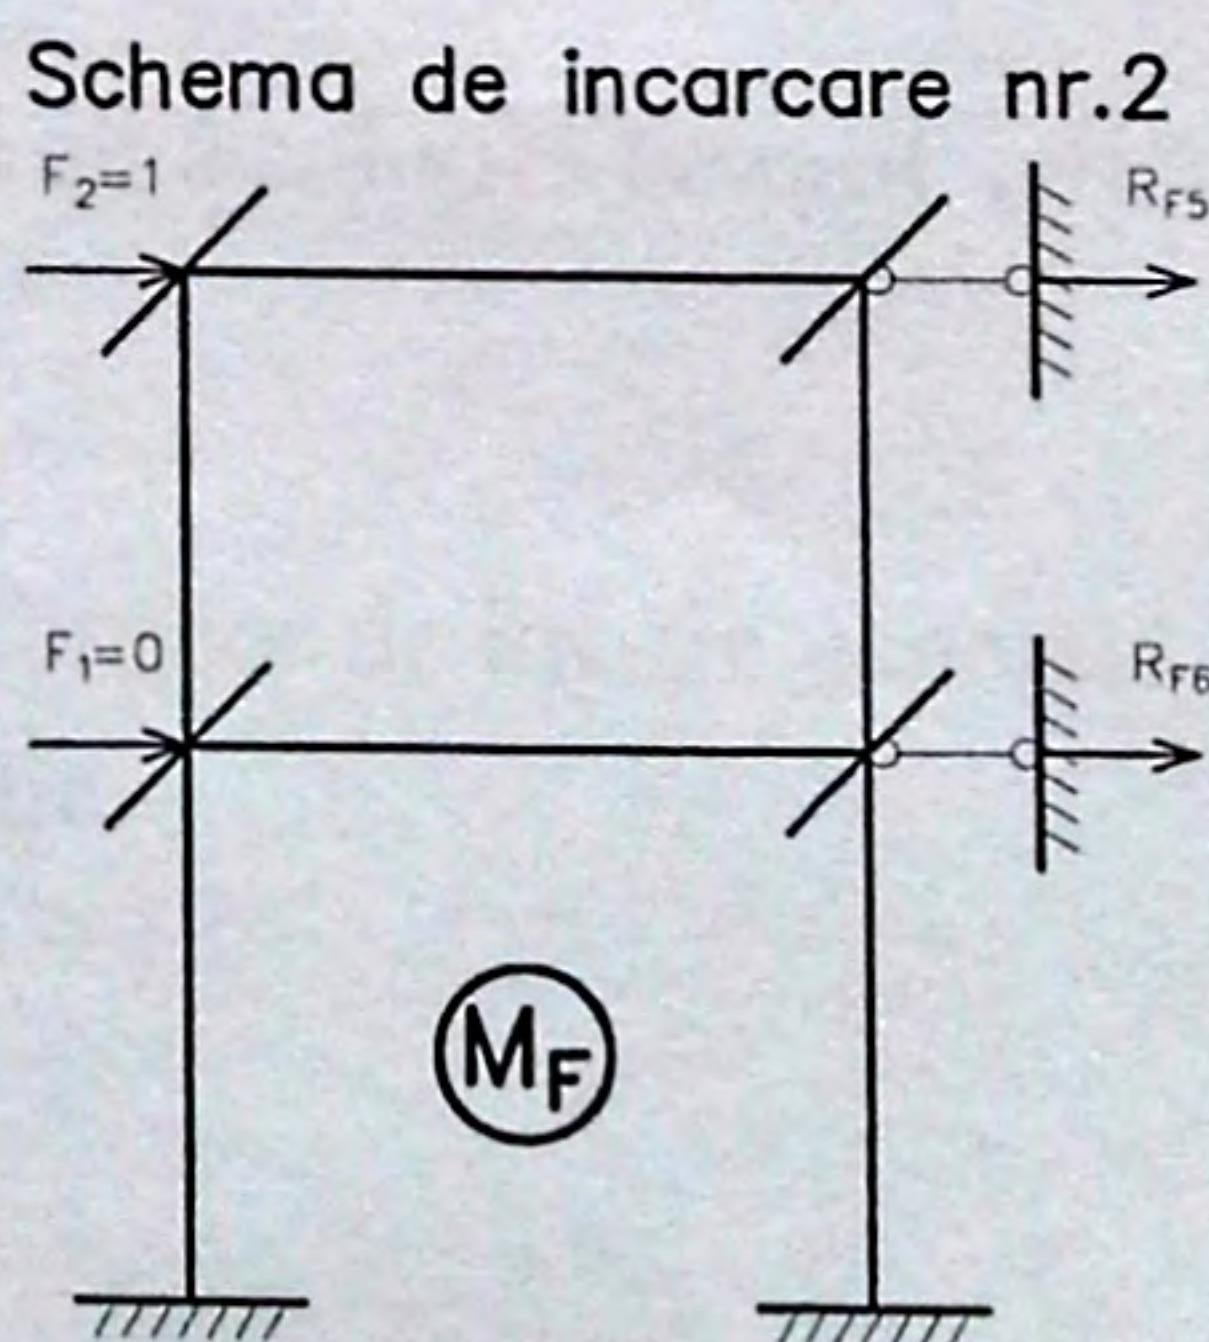 Schema de incarcare nr.2
F₂=1
R_F5
F₁=0
R_F6
M_F